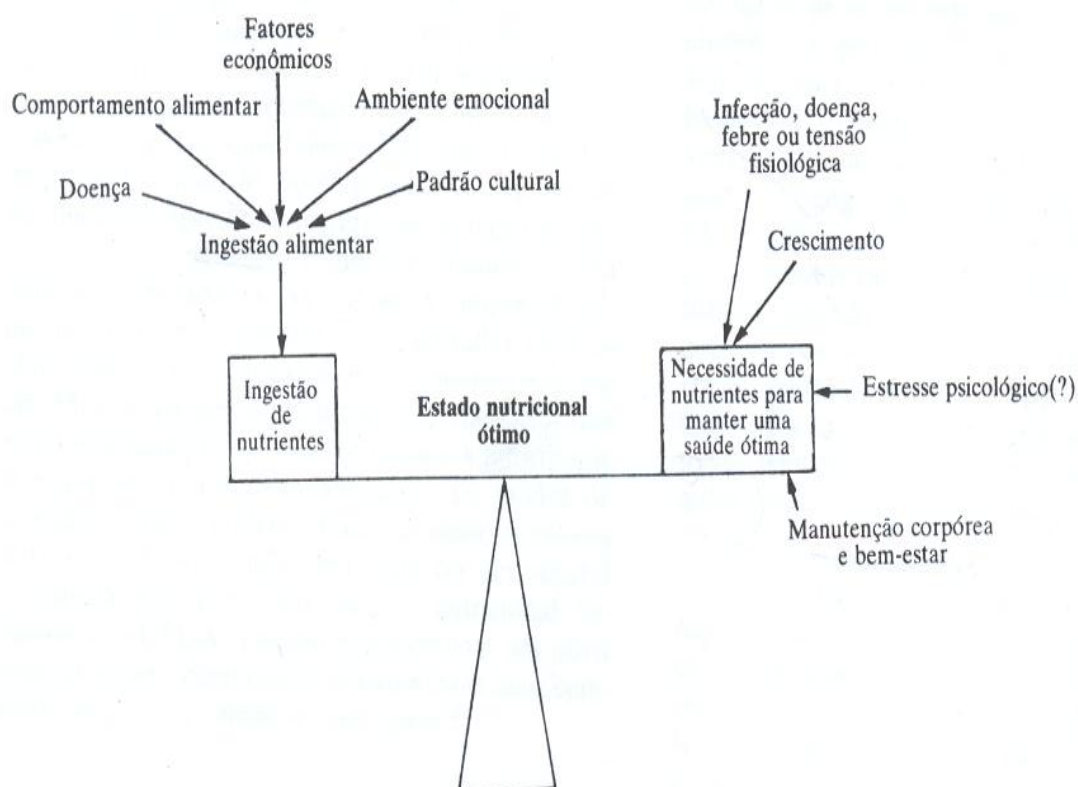 Fatores
econômicos
Comportamento alimentar
Ambiente emocional
Doença
Padrão cultural
Ingestão alimentar
Ingestão
de
nutrientes
Estado nutricional
ótimo
Infecção, doença,
febre ou tensão
fisiológica
Crescimento
Necessidade de
nutrientes para
manter uma
saúde ótima
Estresse psicológico(?)
Manutenção corpórea
e bem-estar